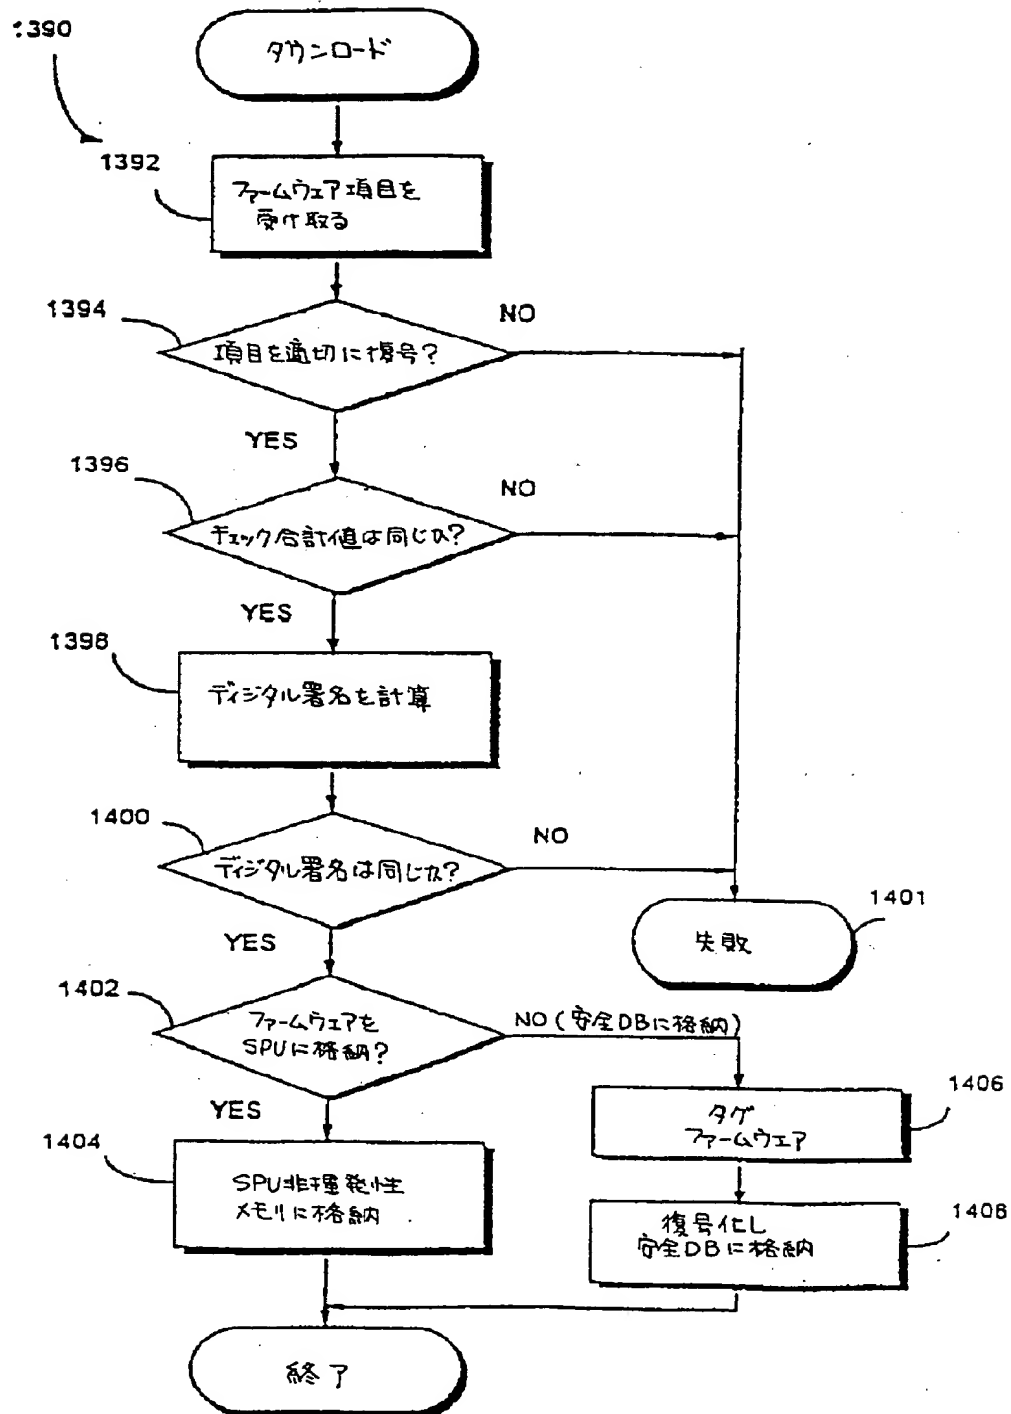 1390
ダウンロード
1392
ファームウェア項目を
受け取る
1394
項目を適切に復号?
NO
YES
1396
チェック合計値は同じか?
NO
YES
1398
ディジタル署名を計算
1400
ディジタル署名は同じか?
NO
YES
1401
失敗
1402
ファームウェアを
SPUに格納?
NO(安全DBに格納)
YES
1404
SPU非揮発性
メモリに格納
1406
タグ
ファームウェア
1408
復号化し
安全DBに格納
終了